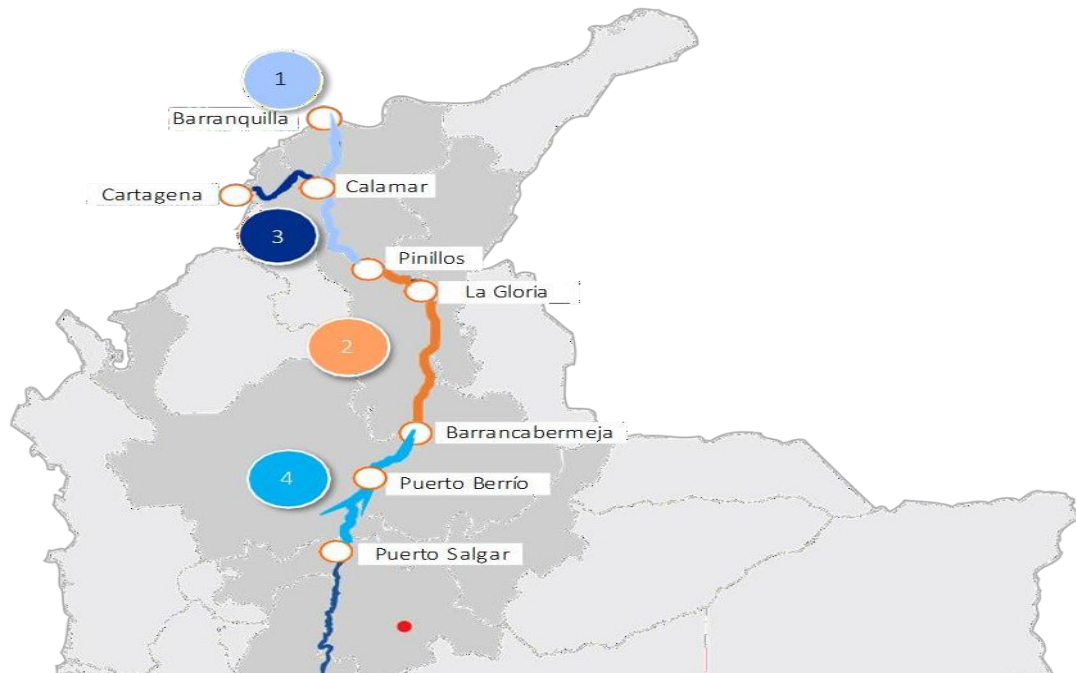 1
Barranquilla
Calamar
Cartagena
3
Pinillos
La Gloria
2
Barrancabermeja
4
Puerto Berrío
Puerto Salgar